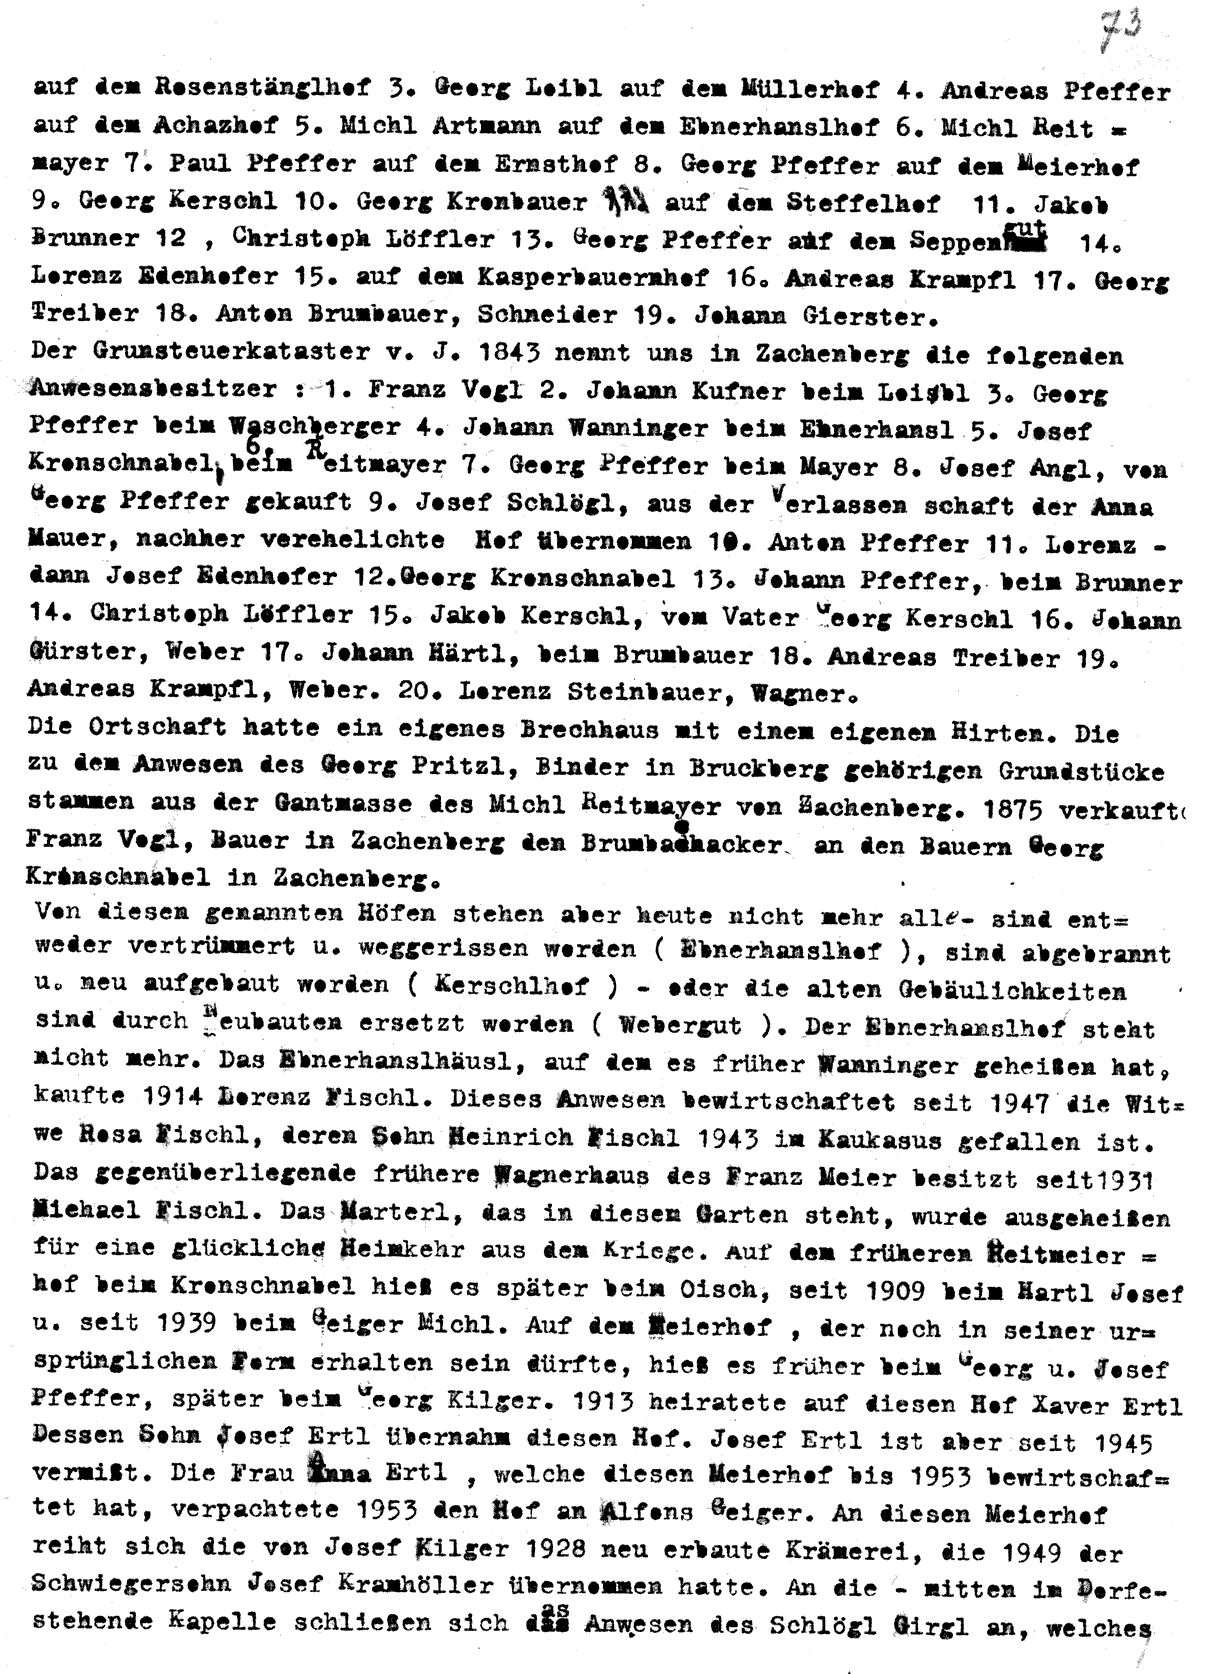 73
auf dem Rosenstänglhof 3. Georg Loibl auf dem Müllerhof 4. Andreas Pfeffer
auf dem Achazhof 5. Michl Artmann auf dem Ebnerhanslhof 6. Michl Reit =
mayer 7. Paul Pfeffer auf dem Ernsthof 8. Georg Pfeffer auf dem Meierhof
9. Georg Kerschl 10. Georg Kronbauer auf dem Steffelhof 11. Jakob
Brunner 12 , Christoph Löffler 13. Georg Pfeffer auf dem Seppengut 14.
Lorenz Edenhofer 15. auf dem Kasperbauernhof 16. Andreas Krampfl 17. Georg
Treiber 18. Anton Brumbauer, Schneider 19. Johann Gierster.
Der Grunsteuerkataster v. J. 1843 nennt uns in Zachenberg die folgenden
Anwesensbesitzer : 1. Franz Vogl 2. Johann Kufner beim Loibl 3. Georg
Pfeffer beim Waschberger 4. Johann Wanninger beim Ebnerhansl 5. Josef
Kronschnabel, 6. beim Reitmayer 7. Georg Pfeffer beim Mayer 8. Josef Angl, von
Georg Pfeffer gekauft 9. Josef Schlögl, aus der Verlassen schaft der Anna
Mauer, nachher verehelichte Hof übernommen 10. Anton Pfeffer 11. Lorenz -
dann Josef Edenhofer 12.Georg Kronschnabel 13. Johann Pfeffer, beim Brunner
14. Christoph Löffler 15. Jakob Kerschl, vom Vater Georg Kerschl 16. Johann
Gürster, Weber 17. Johann Härtl, beim Brumbauer 18. Andreas Treiber 19.
Andreas Krampfl, Weber. 20. Lorenz Steinbauer, Wagner.
Die Ortschaft hatte ein eigenes Brechhaus mit einem eigenen Hirten. Die
zu dem Anwesen des Georg Pritzl, Binder in Bruckberg gehörigen Grundstücke
stammen aus der Gantmasse des Michl Reitmayer von Zachenberg. 1875 verkaufte
Franz Vogl, Bauer in Zachenberg den Brumbadhacker an den Bauern Georg
Kronschnabel in Zachenberg.
Von diesen genannten Höfen stehen aber heute nicht mehr alle- sind ent=
weder vertrümmert u. weggerissen worden ( Ebnerhanslhof ), sind abgebrannt
u. neu aufgebaut worden ( Kerschlhof ) - oder die alten Gebäulichkeiten
sind durch Neubauten ersetzt worden ( Webergut ). Der Ebnerhanslhof steht
nicht mehr. Das Ebnerhanslhäusl, auf dem es früher Wanninger geheißen hat,
kaufte 1914 Lorenz Fischl. Dieses Anwesen bewirtschaftet seit 1947 die Wit=
we Rosa Fischl, deren Sohn Heinrich Fischl 1943 im Kaukasus gefallen ist.
Das gegenüberliegende frühere Wagnerhaus des Franz Meier besitzt seit1931
Michael Fischl. Das Marterl, das in diesem Garten steht, wurde ausgeheißen
für eine glückliche Heimkehr aus dem Kriege. Auf dem früheren Reitmeier =
hof beim Kronschnabel hieß es später beim Oisch, seit 1909 beim Hartl Josef
u. seit 1939 beim Geiger Michl. Auf dem Meierhof , der noch in seiner ur=
sprünglichen Form erhalten sein dürfte, hieß es früher beim Georg u. Josef
Pfeffer, später beim Georg Kilger. 1913 heiratete auf diesen Hof Xaver Ertl
Dessen Sohn Josef Ertl übernahm diesen Hof. Josef Ertl ist aber seit 1945
vermißt. Die Frau Anna Ertl , welche diesen Meierhof bis 1953 bewirtschaf=
tet hat, verpachtete 1953 den Hof an Alfons Geiger. An diesen Meierhof
reiht sich die von Josef Kilger 1928 neu erbaute Krämerei, die 1949 der
Schwiegersohn Josef Kramhöller übernommen hatte. An die - mitten im Dorfe-
stehende Kapelle schließen sich das Anwesen des Schlögl Girgl an, welches